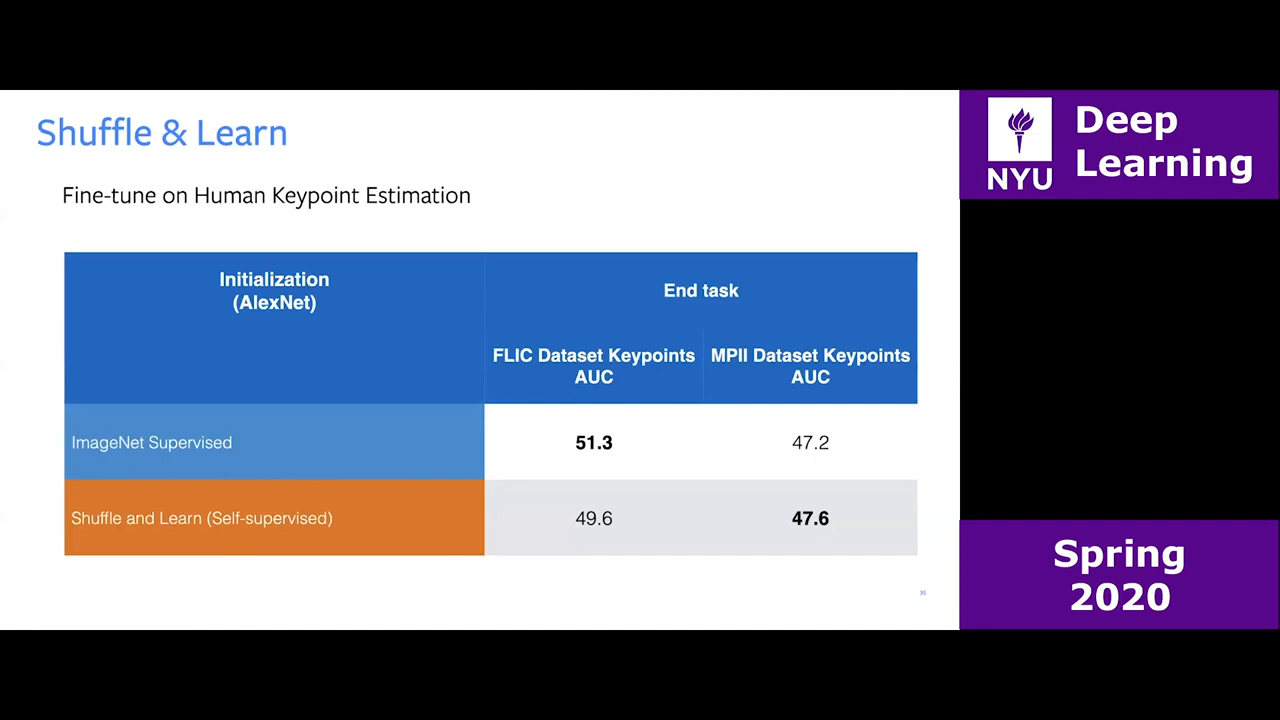 Shuffle & Learn
Fine-tune on Human Keypoint Estimation
Initialization
(AlexNet)
End task
FLIC Dataset Keypoints
AUC
MPII Dataset Keypoints
AUC
ImageNet Supervised
51.3
47.2
Shuffle and Learn (Self-supervised)
49.6
47.6
NYU
Deep
Learning
Spring
2020